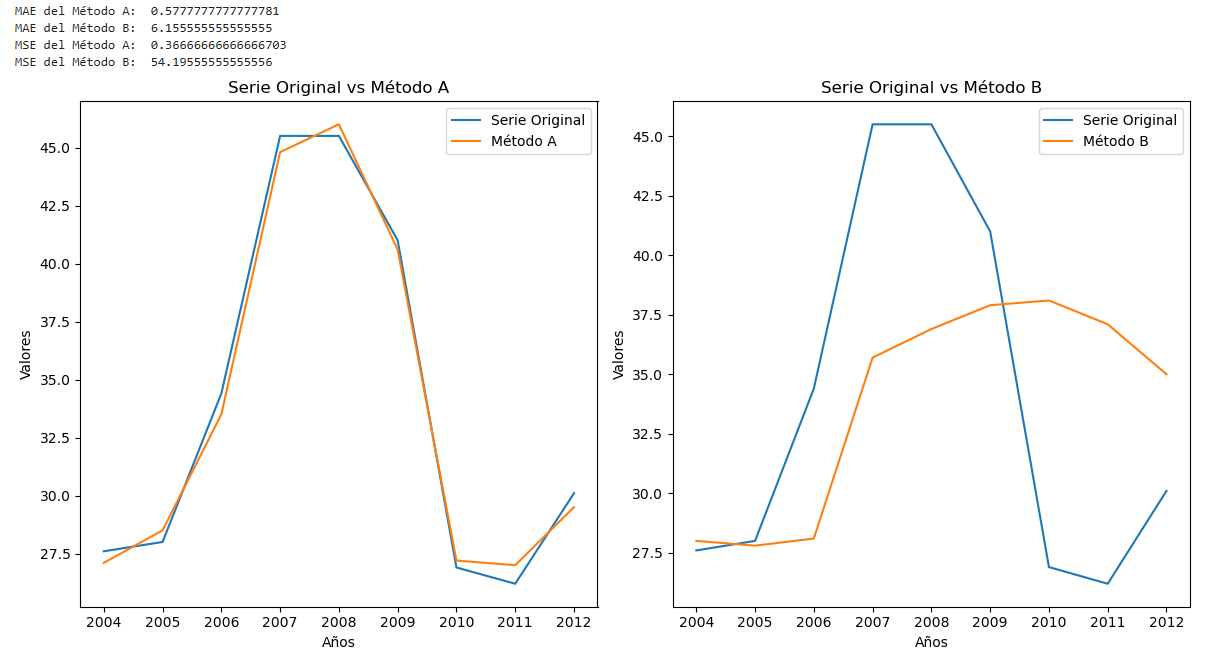 MAE del Método A:  0.5777777777777781
MAE del Método B:  6.155555555555555
MSE del Método A:  0.36666666666666703
MSE del Método B:  54.19555555555556
Serie Original vs Método A
Serie Original
Método A
45.0
42.5
40.0
37.5
35.0
32.5
30.0
27.5
Valores
2004 2005 2006 2007 2008 2009 2010 2011 2012
Años
Serie Original vs Método B
Serie Original
Método B
45.0
42.5
40.0
37.5
35.0
32.5
30.0
27.5
Valores
2004 2005 2006 2007 2008 2009 2010 2011 2012
Años